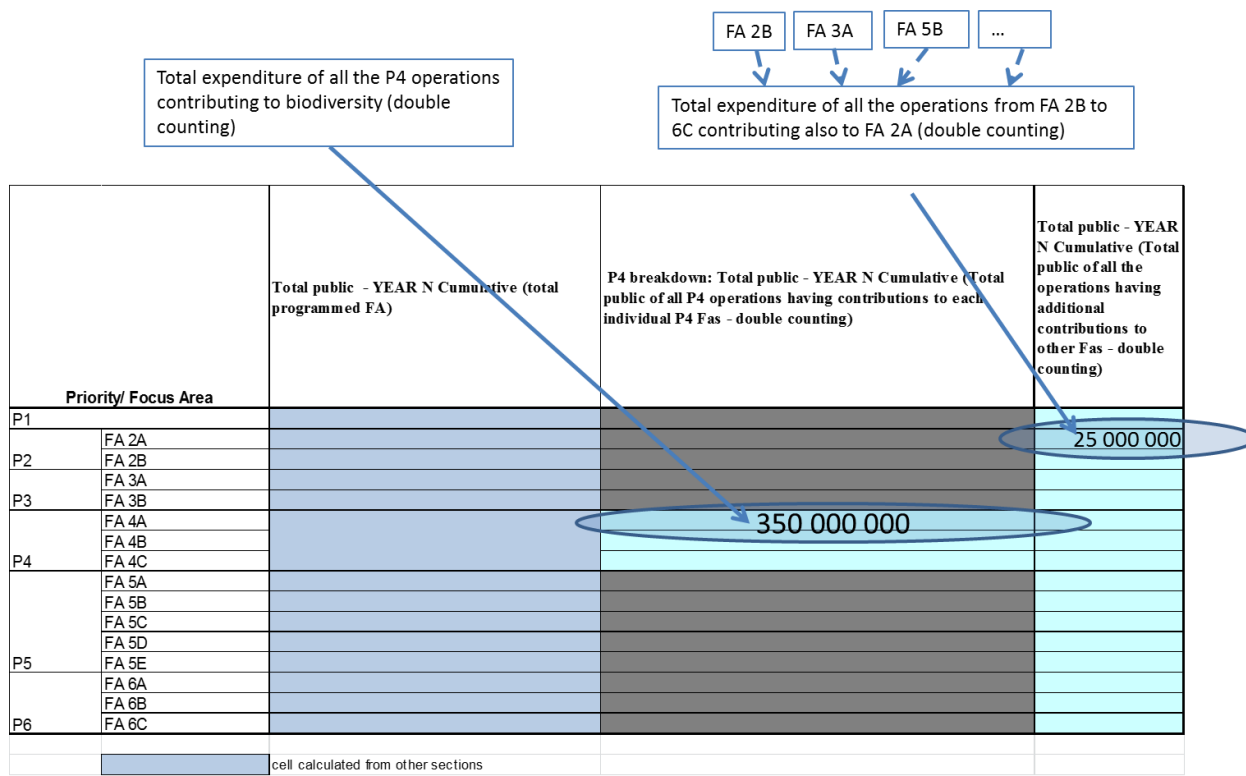 FA 2B
FA 3A
FA 5B
...
Total expenditure of all the P4 operations
contributing to biodiversity (double
counting)
Total expenditure of all the operations from FA 2B to
6C contributing also to FA 2A (double counting)
Priority/ Focus Area
Total public - YEAR N Cumulative (total
programmed FA)
P4 breakdown: Total public - YEAR N Cumulative (Total
public of all P4 operations having contributions to each
individual P4 Fas - double counting)
Total public - YEAR
N Cumulative (Total
public of all the
operations having
additional
contributions to
other Fas - double
counting)
P1
FA 2A
25 000 000
P2
FA 2B
FA 3A
P3
FA 3B
FA 4A
350 000 000
FA 4B
P4
FA 4C
FA 5A
FA 5B
FA 5C
FA 5D
P5
FA 5E
FA 6A
FA 6B
P6
FA 6C
cell calculated from other sections